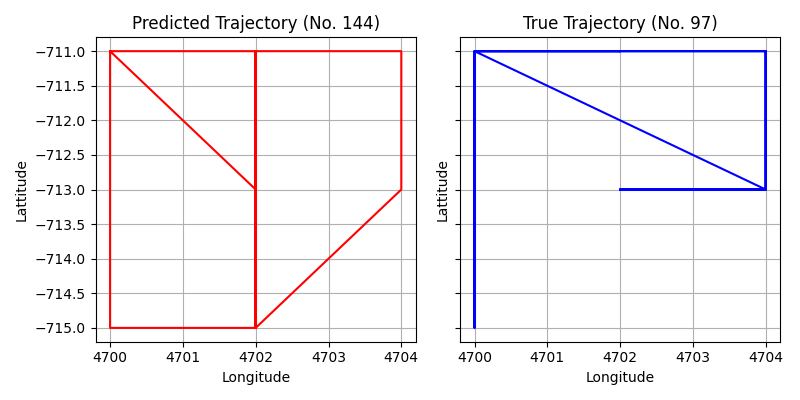 Predicted Trajectory (No. 144)
−711.0
−711.5
−712.0
−712.5
−713.0
−713.5
−714.0
−714.5
−715.0
Lattitude
4700 4701 4702 4703 4704
Longitude
True Trajectory (No. 97)
Lattitude
4700 4701 4702 4703 4704
Longitude